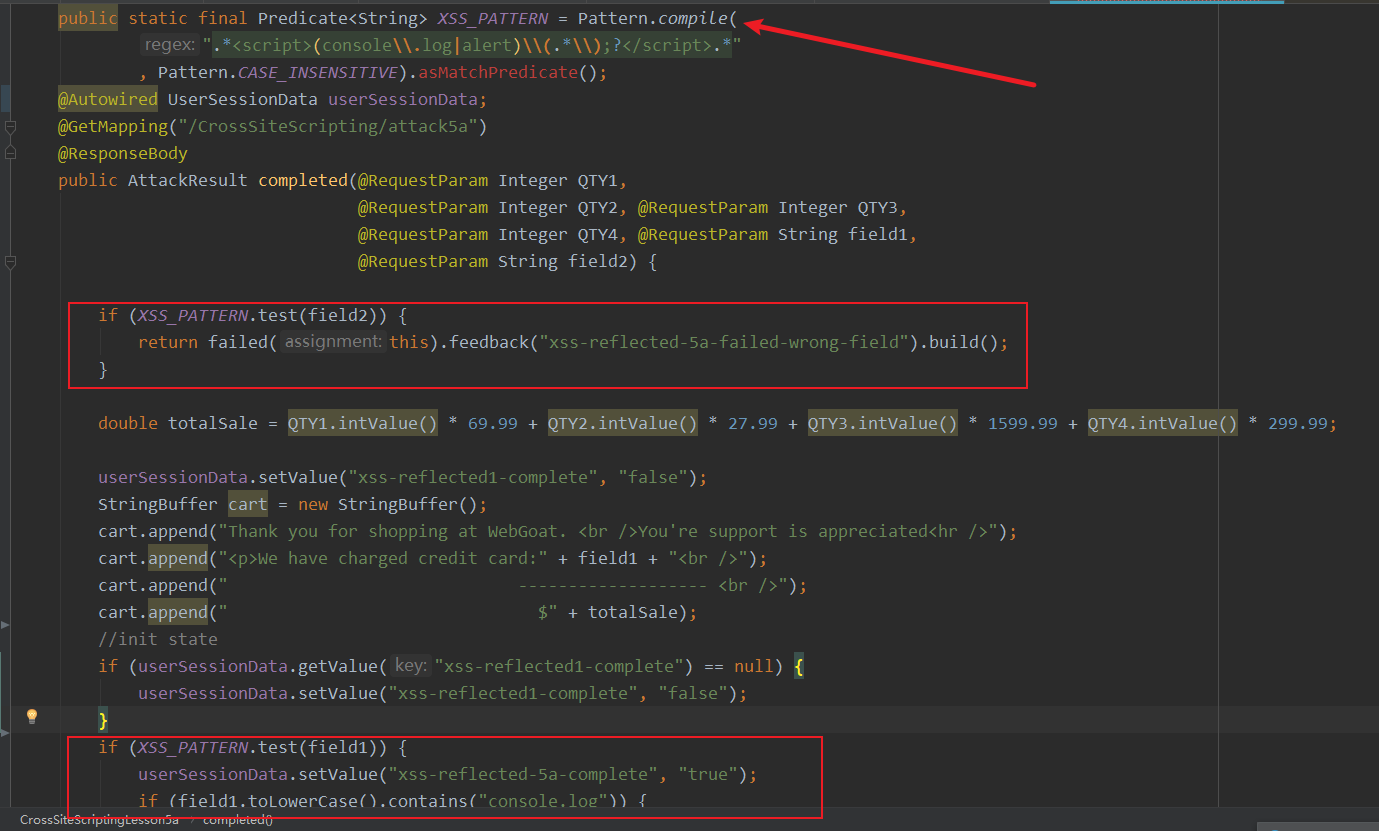 public static final Predicate<String> XSS_PATTERN = Pattern.compile(
regex: ".*<script>(console\\.log|alert)\\(.*\\);?</script>.*"
, Pattern.CASE_INSENSITIVE).asMatchPredicate();
@Autowired UserSessionData userSessionData;
@GetMapping("/CrossSiteScripting/attack5a")
@ResponseBody
public AttackResult completed(@RequestParam Integer QTY1,
@RequestParam Integer QTY2, @RequestParam Integer QTY3,
@RequestParam Integer QTY4, @RequestParam String field1,
@RequestParam String field2) {
if (XSS_PATTERN.test(field2)) {
return failed( assignment: this).feedback("xss-reflected-5a-failed-wrong-field").build();
}
double totalSale = QTY1.intValue() * 69.99 + QTY2.intValue() * 27.99 + QTY3.intValue() * 1599.99 + QTY4.intValue() * 299.99;
userSessionData.setValue("xss-reflected1-complete", "false");
StringBuffer cart = new StringBuffer();
cart.append("Thank you for shopping at WebGoat. <br />You're support is appreciated<hr />");
cart.append("<p>We have charged credit card:" + field1 + "<br />");
cart.append("                             ------------------- <br />");
cart.append("                               $" + totalSale);
//init state
if (userSessionData.getValue( key: "xss-reflected1-complete") == null) {
userSessionData.setValue("xss-reflected1-complete", "false");
}
if (XSS_PATTERN.test(field1)) {
userSessionData.setValue("xss-reflected-5a-complete", "true");
if (field1.toLowerCase().contains("console.log")) {
CrossSiteScriptingLesson5a > completed()